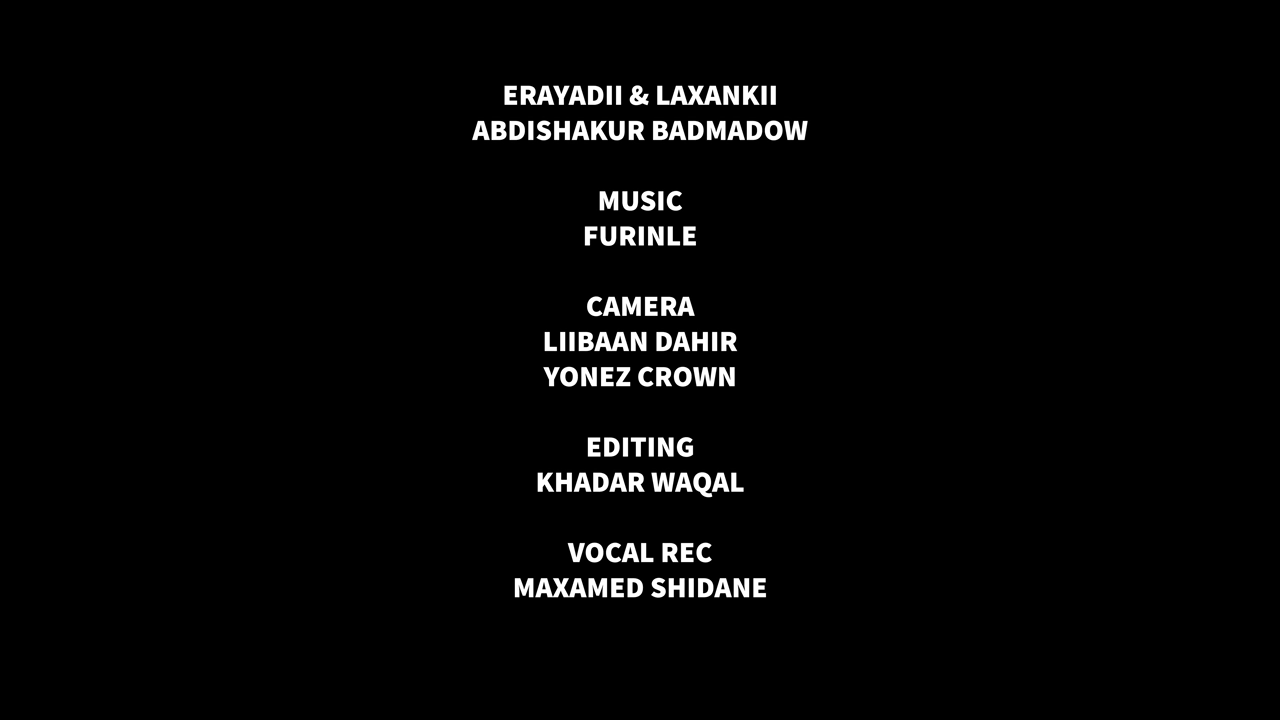 ERAYADII & LAXANKII
ABDISHAKUR BADMADOW
MUSIC
FURINLE
CAMERA
LIIBAAN DAHIR
YONEZ CROWN
EDITING
KHADAR WAQAL
VOCAL REC
MAXAMED SHIDANE